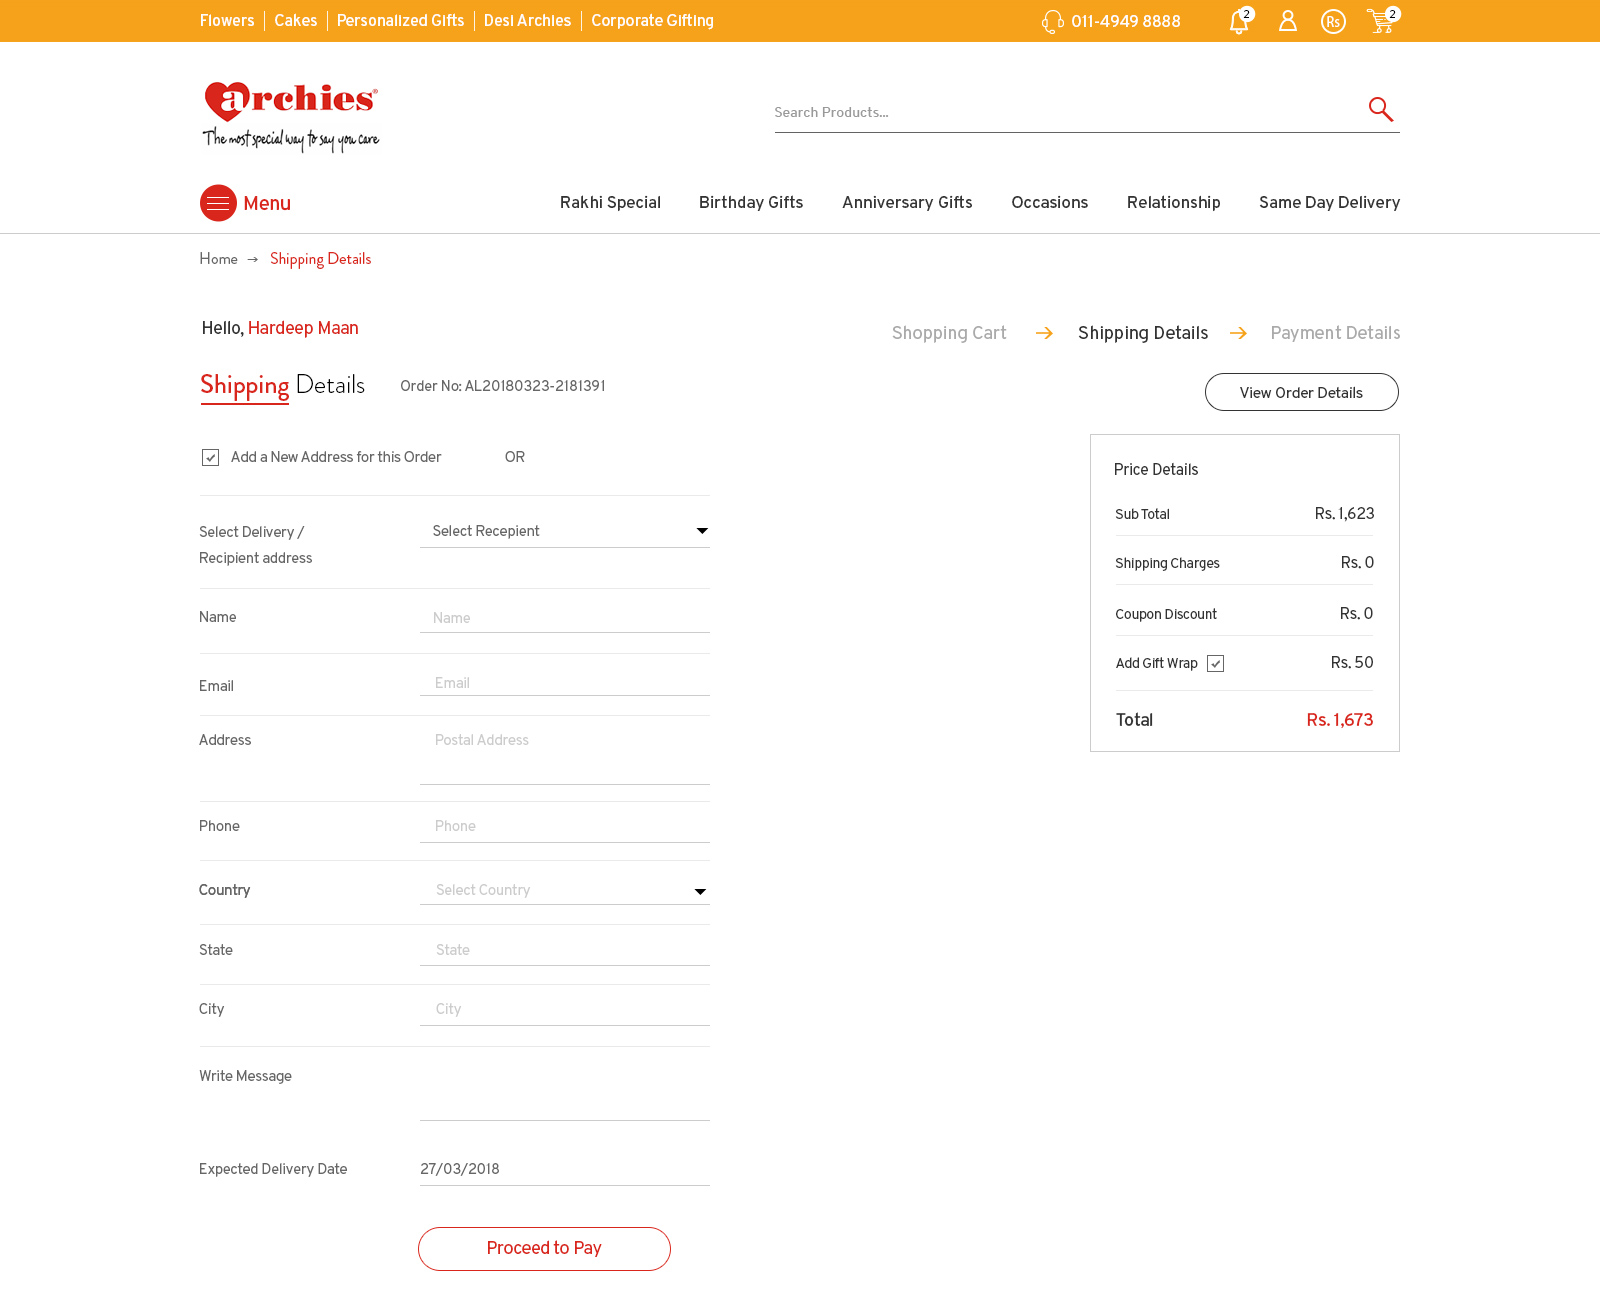 Flowers Cakes Personalized Gifts Desi Archies Corporate Gifting 011-4949 8888 2 Rs 2
archies®
The most special way to say you care
Search Products...
Menu Rakhi Special Birthday Gifts Anniversary Gifts Occasions Relationship Same Day Delivery
Home → Shipping Details
Hello, Hardeep Maan
Shopping Cart → Shipping Details → Payment Details
Shipping Details Order No: AL20180323-2181391
View Order Details
Add a New Address for this Order OR
Select Delivery / Select Recepient
Recipient address
Name Name
Email Email
Address Postal Address
Phone Phone
Country Select Country
State State
City City
Write Message
Expected Delivery Date 27/03/2018
Proceed to Pay
Price Details
Sub Total Rs. 1,623
Shipping Charges Rs. 0
Coupon Discount Rs. 0
Add Gift Wrap Rs. 50
Total Rs. 1,673